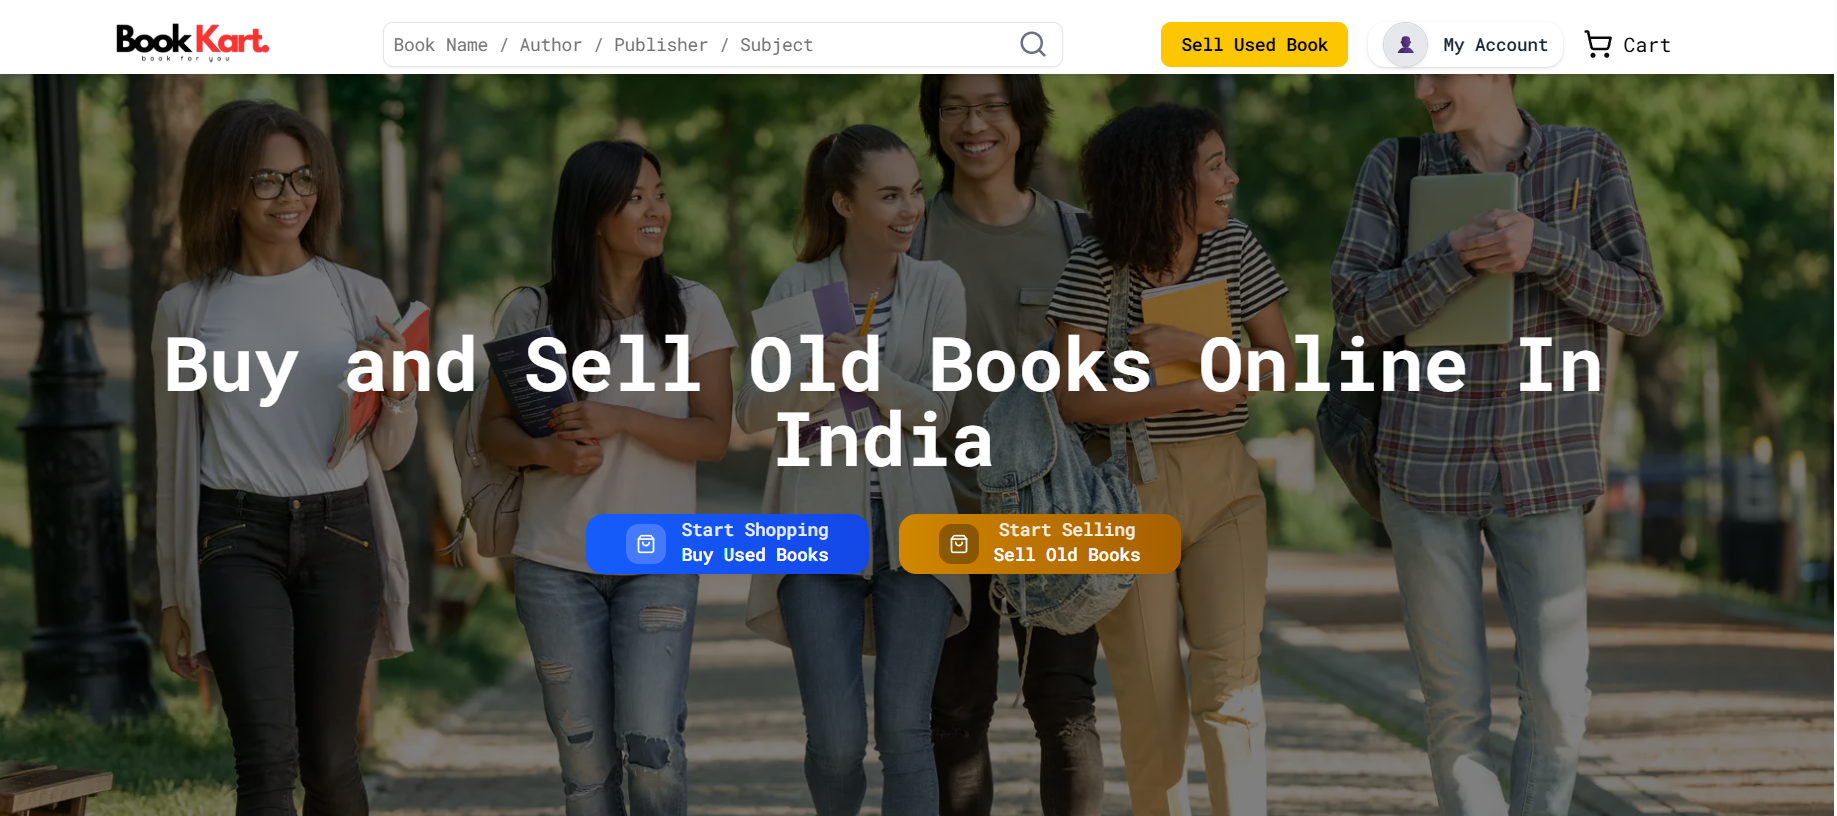 BookKart.
book for you
Book Name / Author / Publisher / Subject
Sell Used Book
My Account
Cart
Buy and Sell Old Books Online In
India
Start Shopping
Buy Used Books
Start Selling
Sell Old Books